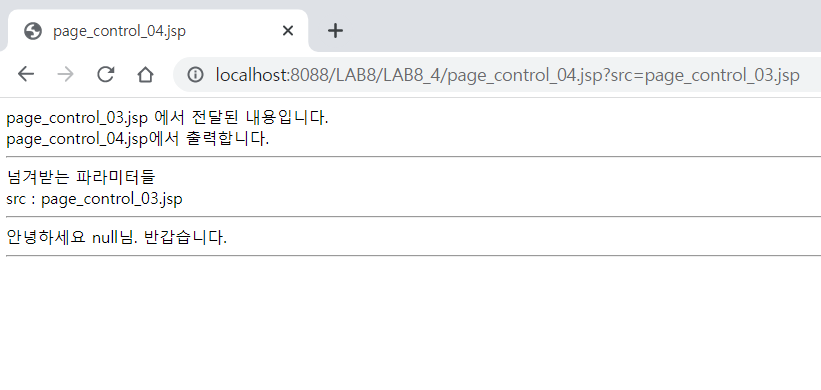 page_control_04.jsp
localhost:8088/LAB8/LAB8_4/page_control_04.jsp?src=page_control_03.jsp
page_control_03.jsp 에서 전달된 내용입니다.
page_control_04.jsp에서 출력합니다.
넘겨받는 파라미터들
src : page_control_03.jsp
안녕하세요 null님. 반갑습니다.